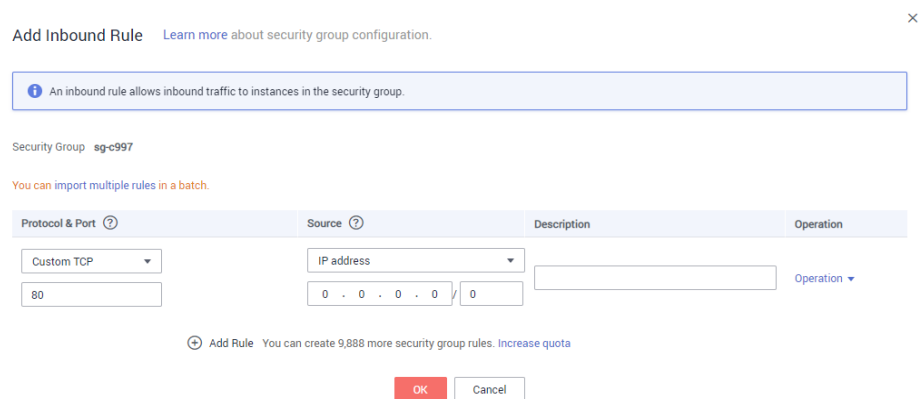 Add Inbound Rule Learn more about security group configuration.
An inbound rule allows inbound traffic to instances in the security group.
Security Group sg-c997
You can import multiple rules in a batch.
Protocol & Port Source Description Operation
Custom TCP IP address
80 0 . 0 . 0 . 0 / 0 Operation
Add Rule You can create 9,888 more security group rules. Increase quota
OK Cancel